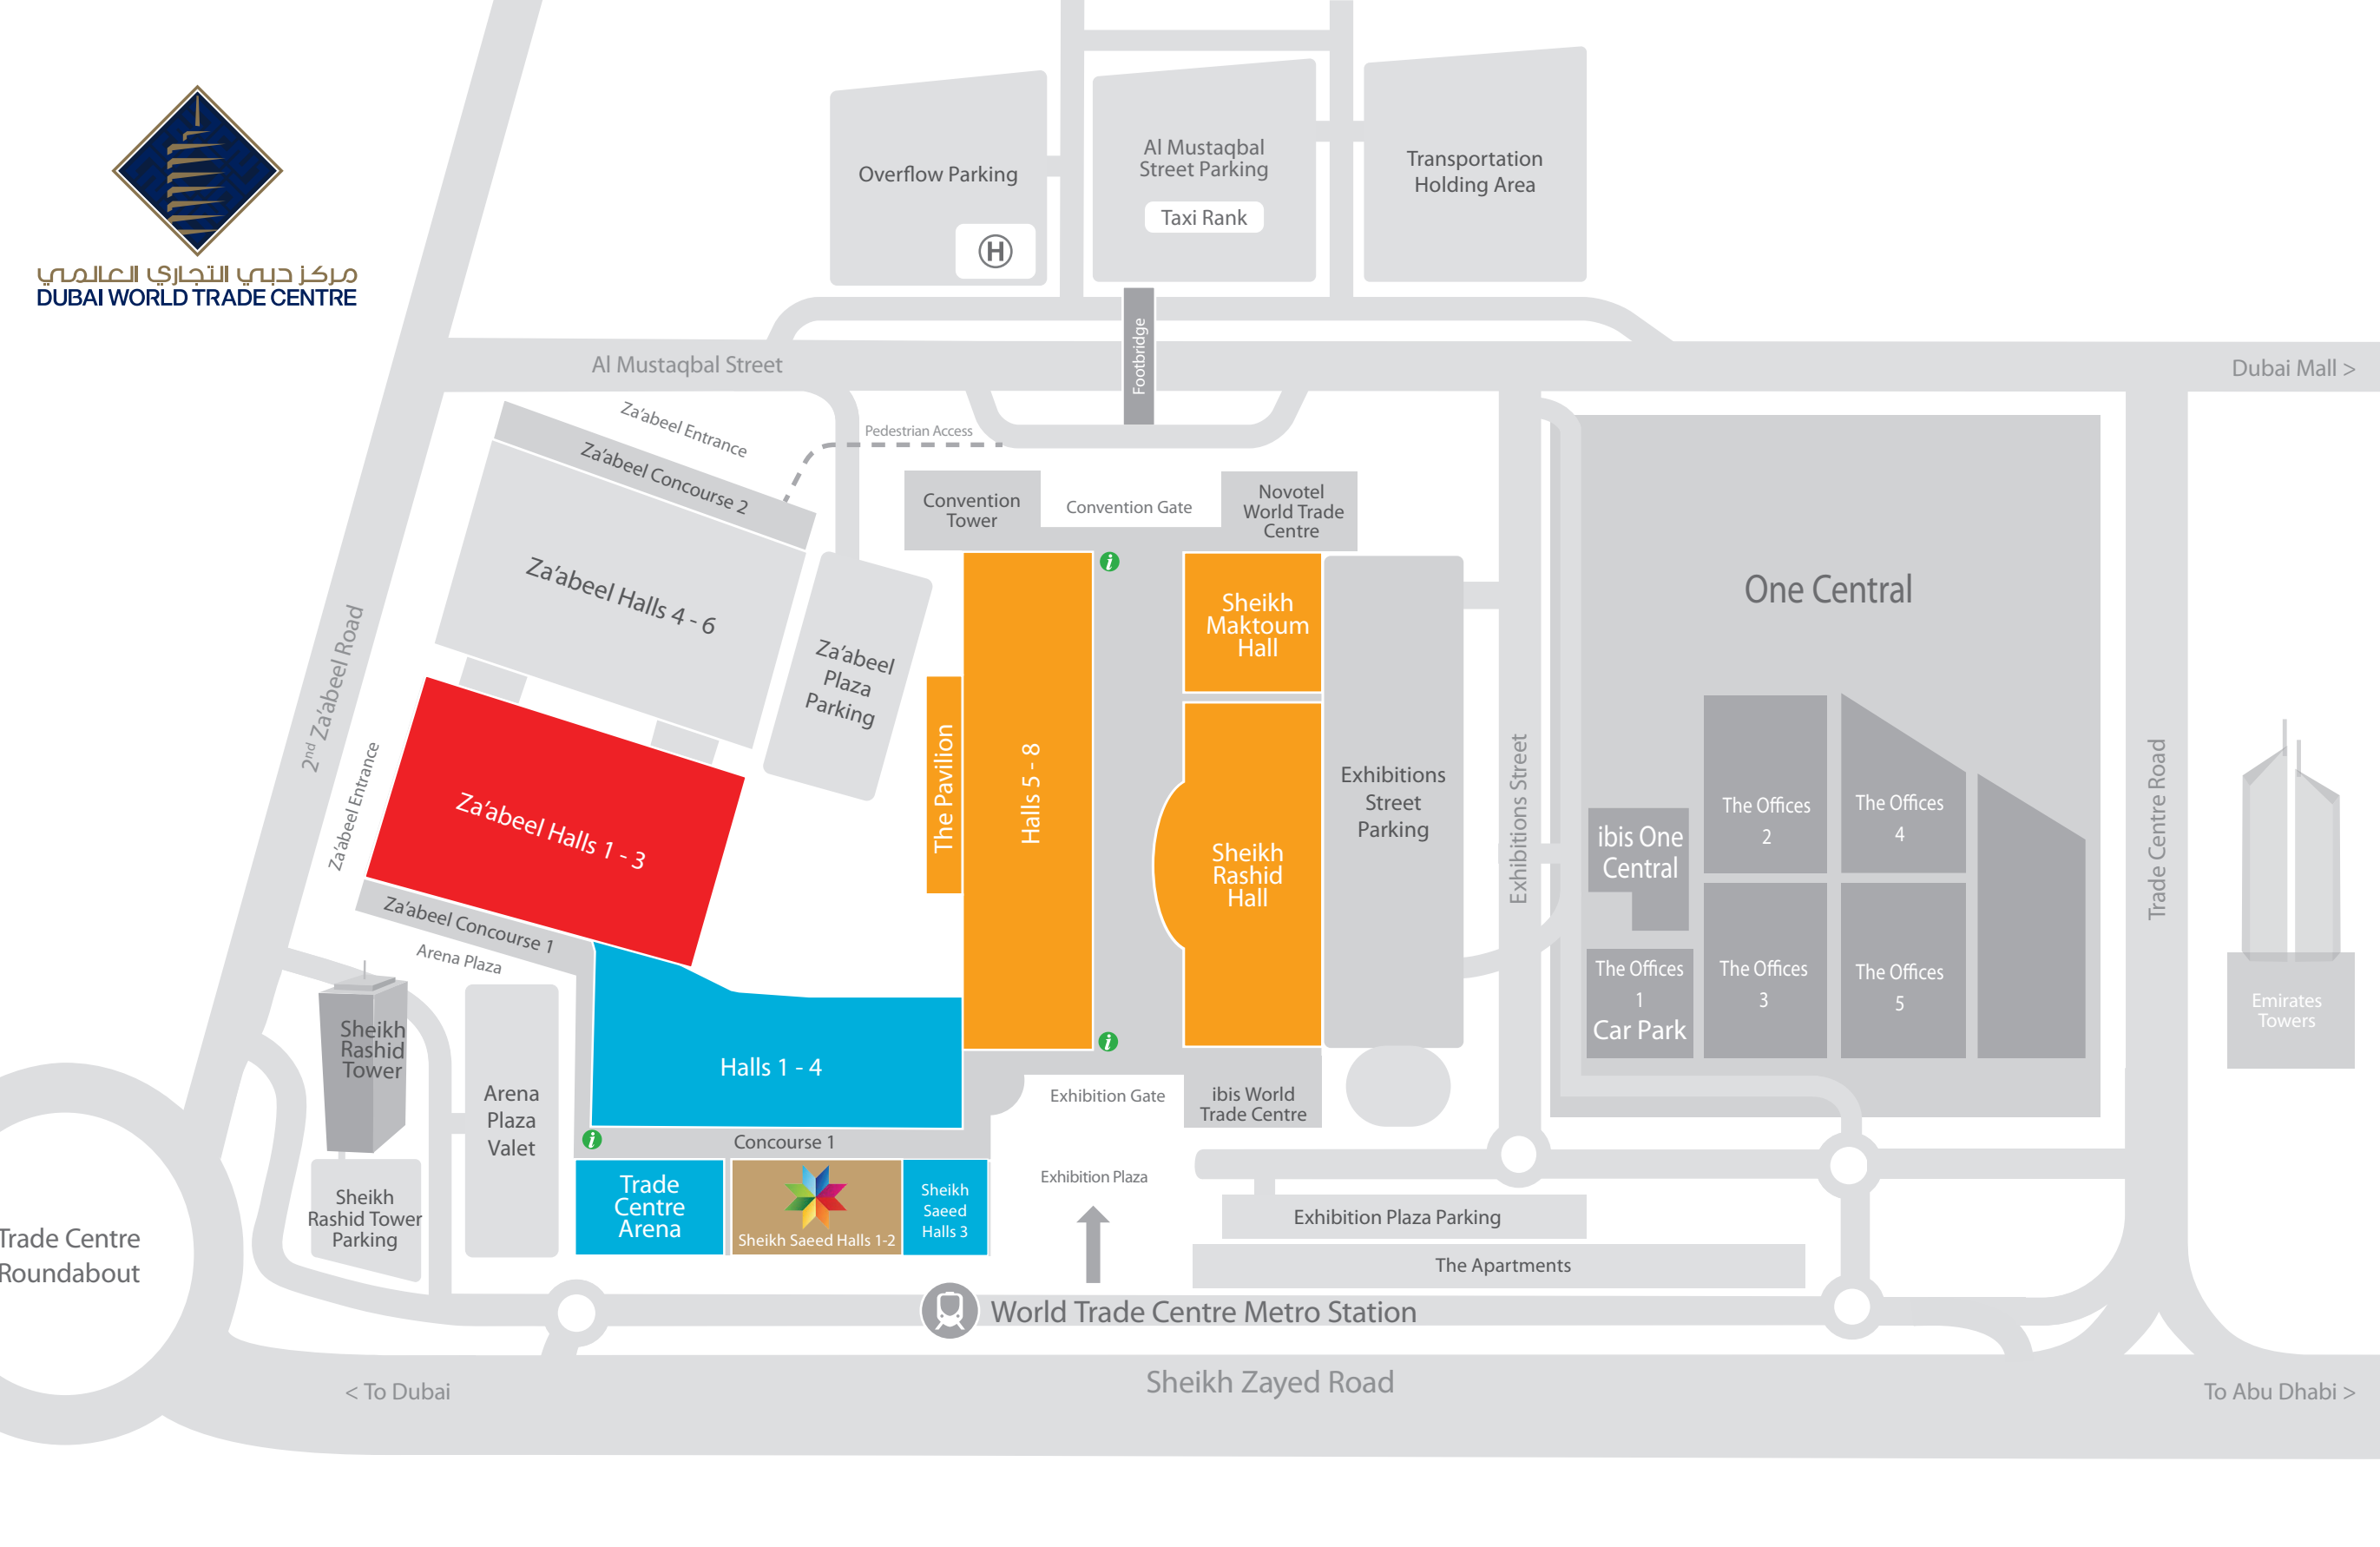 مركز دبي التجاري العالمي
DUBAI WORLD TRADE CENTRE
Overflow Parking
H
Al Mustaqbal
Street Parking
Taxi Rank
Transportation
Holding Area
Footbridge
Al Mustaqbal Street
Dubai Mall >
Za'abeel Entrance
Pedestrian Access
Za'abeel Concourse 2
Convention
Tower
Convention Gate
Novotel
World Trade
Centre
Za'abeel Halls 4 - 6
i
Sheikh
Maktoum
Hall
One Central
Za'abeel
Plaza
Parking
2nd Za'abeel Road
Za'abeel Entrance
Za'abeel Halls 1 - 3
The Pavilion
Halls 5 - 8
Sheikh
Rashid
Hall
Exhibitions
Street
Parking
Exhibitions Street
ibis One
Central
The Offices
2
The Offices
4
Trade Centre Road
Za'abeel Concourse 1
Arena Plaza
The Offices
1
Car Park
The Offices
3
The Offices
5
Emirates
Towers
Sheikh
Rashid
Tower
Halls 1 - 4
i
Arena
Plaza
Valet
Exhibition Gate
ibis World
Trade Centre
i
Concourse 1
Sheikh
Rashid Tower
Parking
Trade
Centre
Arena
Sheikh Saeed Halls 1-2
Sheikh
Saeed
Halls 3
Exhibition Plaza
Exhibition Plaza Parking
The Apartments
Trade Centre
Roundabout
World Trade Centre Metro Station
Sheikh Zayed Road
< To Dubai
To Abu Dhabi >